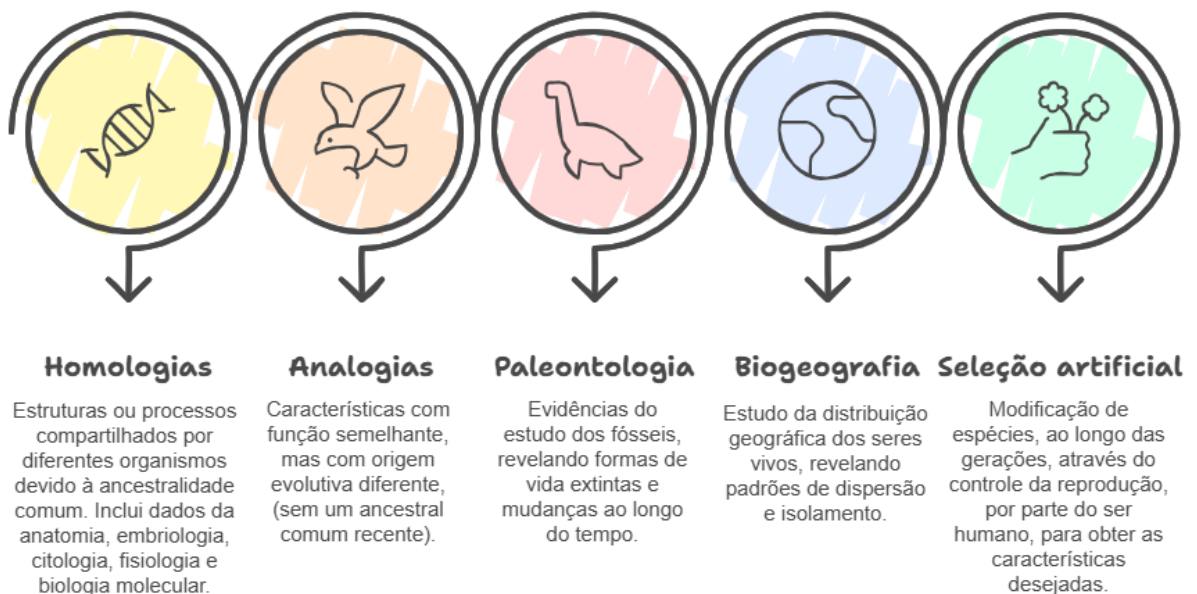 Homologias
Estruturas ou processos
compartilhados por
diferentes organismos
devido à ancestralidade
comum. Inclui dados da
anatomia, embriologia,
citologia, fisiologia e
biologia molecular.
Analogias
Características com
função semelhante,
mas com origem
evolutiva diferente,
(sem um ancestral
comum recente).
Paleontologia
Evidências do
estudo dos fósseis,
revelando formas de
vida extintas e
mudanças ao longo
do tempo.
Biogeografia
Estudo da distribuição
geográfica dos seres
vivos, revelando
padrões de dispersão
e isolamento.
Seleção artificial
Modificação de
espécies, ao longo das
gerações, através do
controle da reprodução,
por parte do ser
humano, para obter as
características
desejadas.